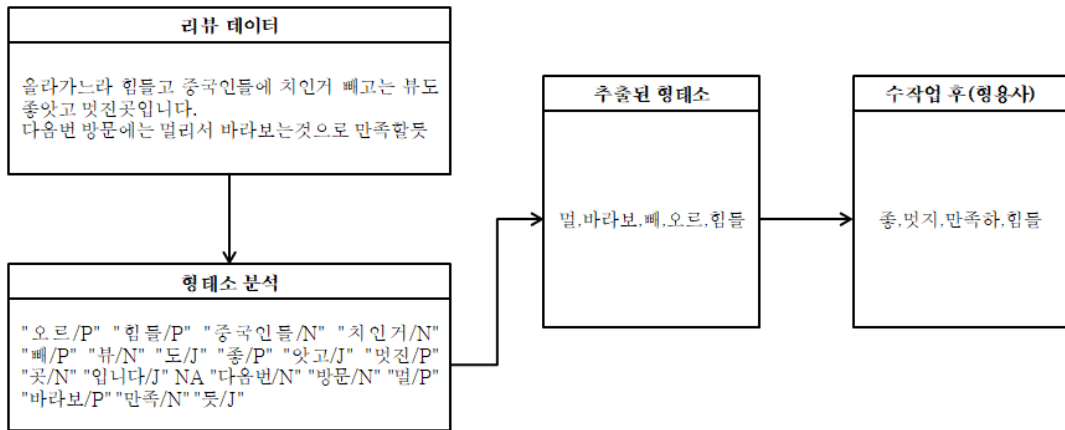 리뷰 데이터
올라가느라 힘들고 중국인들에 치인거 빼고는 뷰도
좋앗고 멋진곳입니다.
다음번 방문에는 멀리서 바라보는것으로 만족할듯
형태소 분석
"오르/P" "힘들/P" "중국인들/N" "치인거/N"
"빼/P" "뷰/N" "도/J" "좋/P" "앗고/J" "멋진/P"
"곳/N" "입니다/J" NA "다음번/N" "방문/N" "멀/P"
"바라보/P" "만족/N" "듯/J"
추출된 형태소
멀,바라보,빼,오르,힘들
수작업 후(형용사)
좋,멋지,만족하,힘들